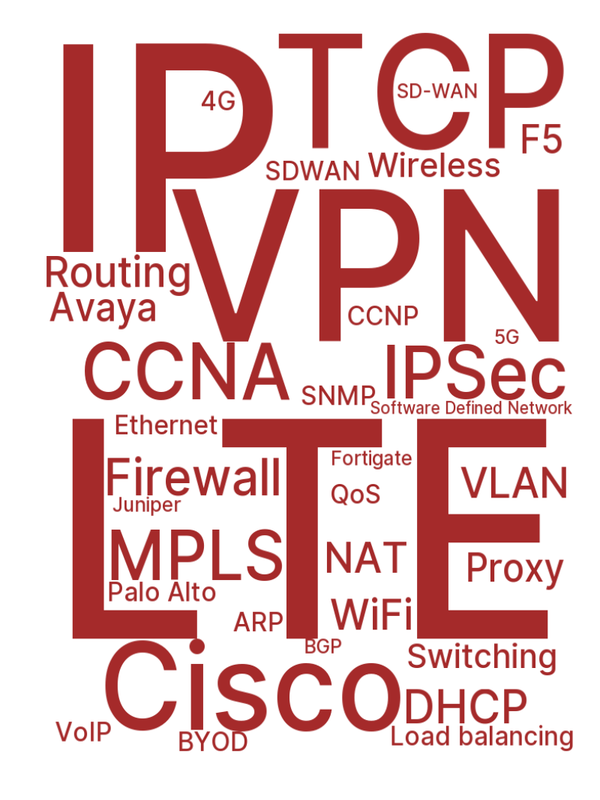 IP
TCP
4G
SD-WAN
F5
SDWAN
Wireless
VPN
Routing
Avaya
CCNP
5G
CCNA
IPSec
SNMP
Software Defined Network
LTE
Ethernet
Firewall
Fortigate
VLAN
Juniper
QoS
MPLS
NAT
Proxy
Palo Alto
ARP
WiFi
BGP
Switching
Cisco
DHCP
VoIP
BYOD
Load balancing